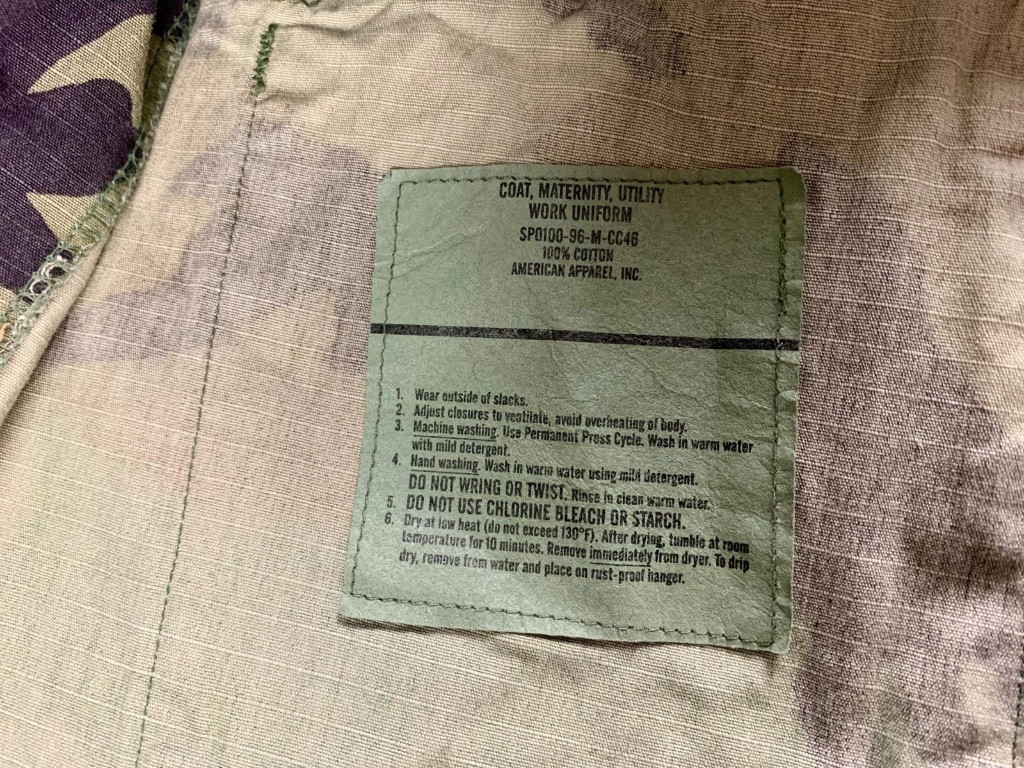 COAT, MATERNITY, UTILITY
WORK UNIFORM
SPO100-96-M-CC46
100% COTTON
AMERICAN APPAREL, INC.
1. Wear outside of slacks.
2. Adjust closures to ventilate, avoid overheating of body.
3. Machine washing. Use Permanent Press Cycle. Wash in warm water
with mild detergent.
4. Hand washing. Wash in warm water using mild detergent.
DO NOT WRING OR TWIST. Rinse in clean warm water.
5. DO NOT USE CHLORINE BLEACH OR STARCH.
6. Dry at low heat (do not exceed 130°F). After drying, tumble at room
temperature for 10 minutes. Remove immediately from dryer. To drip
dry, remove from water and place on rust-proof hanger.